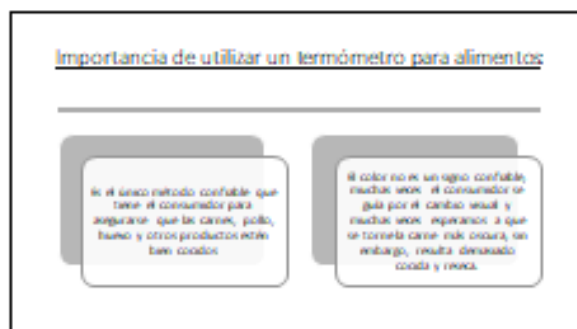 Importancia de utilizar un termómetro para alimentos
Es el único método confiable que
tiene el consumidor para
asegurarse que las carnes, pollo,
huevo y otros productos estén
bien cocidos
El color no es un signo confiable,
muchas veces el consumidor se
guía por el cambio visual y
muchas veces esperamos a que
se torne la carne más oscura, sin
embargo, resulta demasiado
cocida y reseca.